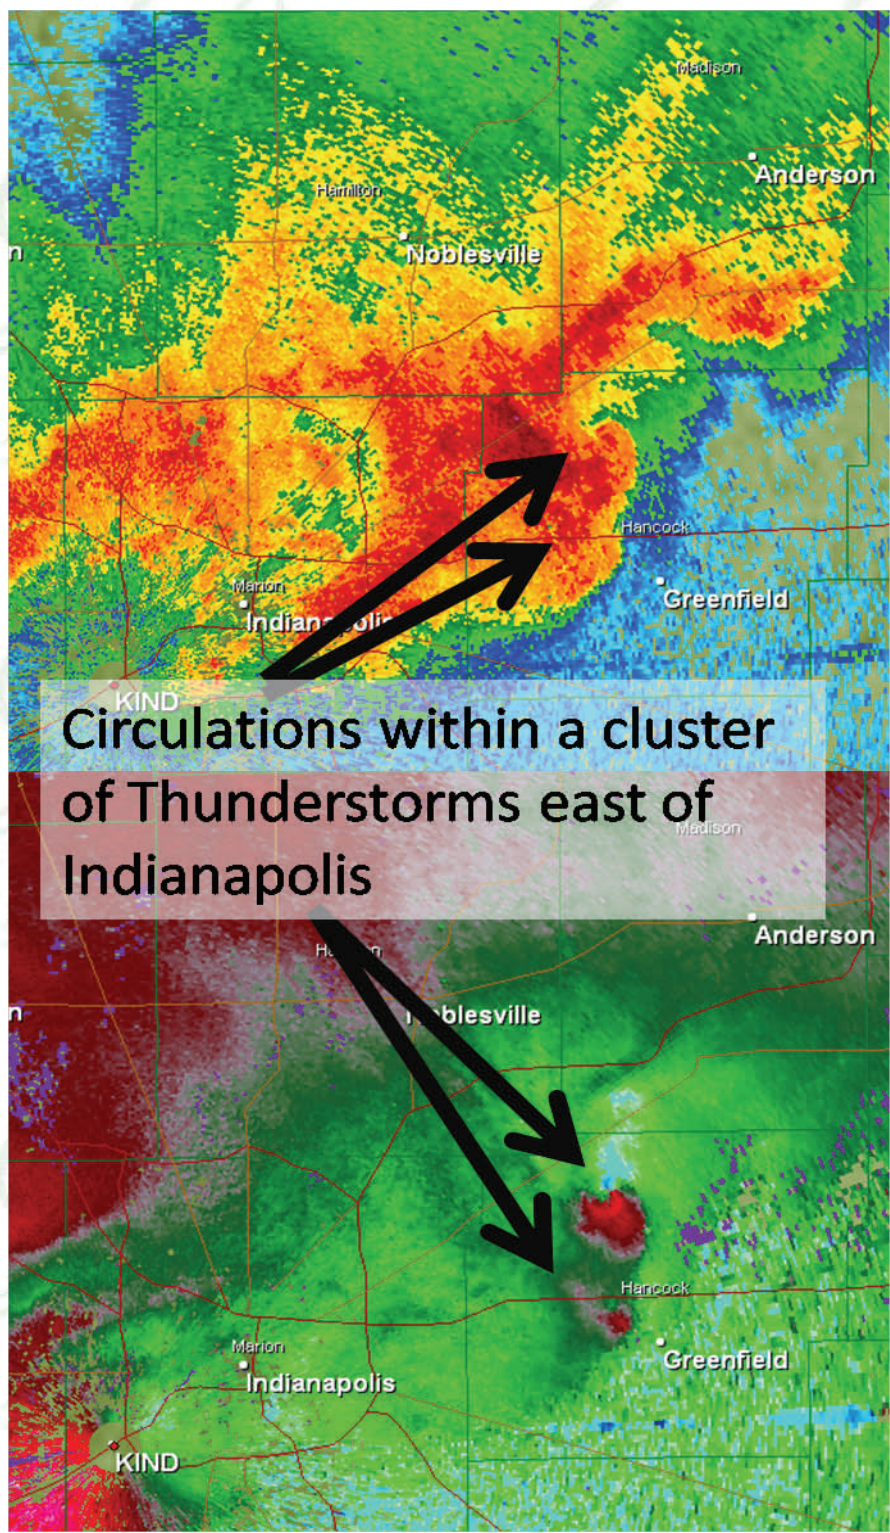 Madison
Anderson
Hamilton
n
Noblesville
Hancock
Marion
Greenfield
Indianapolis
KIND
Circulations within a cluster
of Thunderstorms east of
Indianapolis
Madison
Anderson
n
Noblesville
Hancock
Marion
Greenfield
Indianapolis
KIND